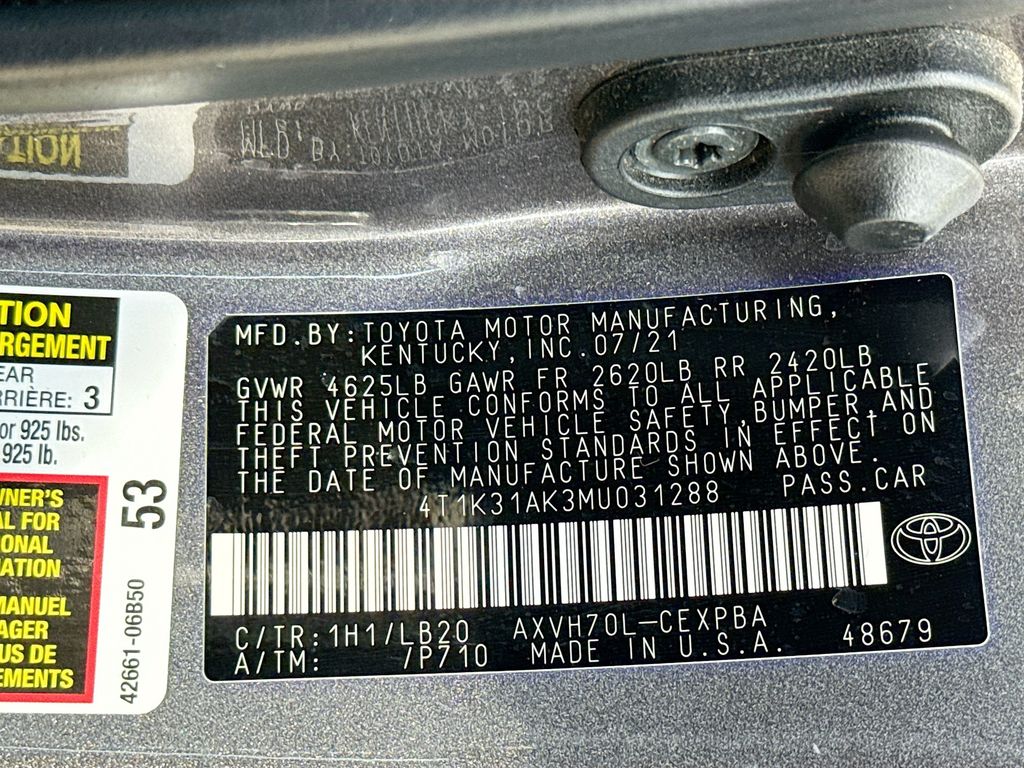 MFD.BY:TOYOTA MOTOR MANUFACTURING,
KENTUCKY,INC.07/21
GVWR 4625LB GAWR FR 2620LB RR 2420LB
THIS VEHICLE CONFORMS TO ALL APPLICABLE
FEDERAL MOTOR VEHICLE SAFETY,BUMPER,AND
THEFT PREVENTION STANDARDS IN EFFECT ON
THE DATE OF MANUFACTURE SHOWN ABOVE.
4T1K31AK3MU031288 PASS.CAR
C/TR:1H1/LB20 AXVH70L-CEXPBA
A/TM: /P710 MADE IN U.S.A. 48679
TION
RGEMENT
EAR
RRIÈRE: 3
or 925 lbs.
925 lb.
WNER'S
AL FOR
IONAL
MATION
MANUEL
AGER
US DE
EMENTS
53
42661-06B50